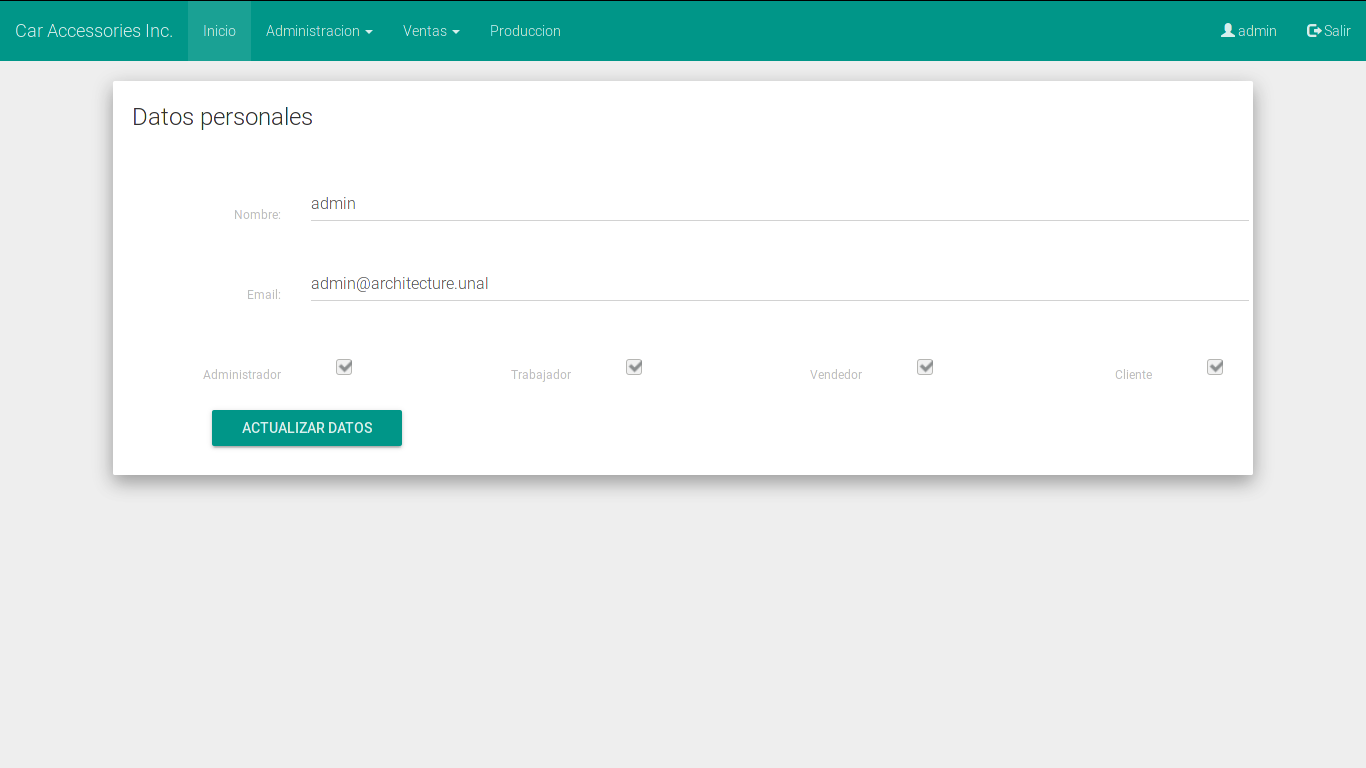 Car Accessories Inc. Inicio Administracion Ventas Produccion admin Salir
Datos personales
Nombre: admin
Email: admin@architecture.unal
Administrador Trabajador Vendedor Cliente
ACTUALIZAR DATOS